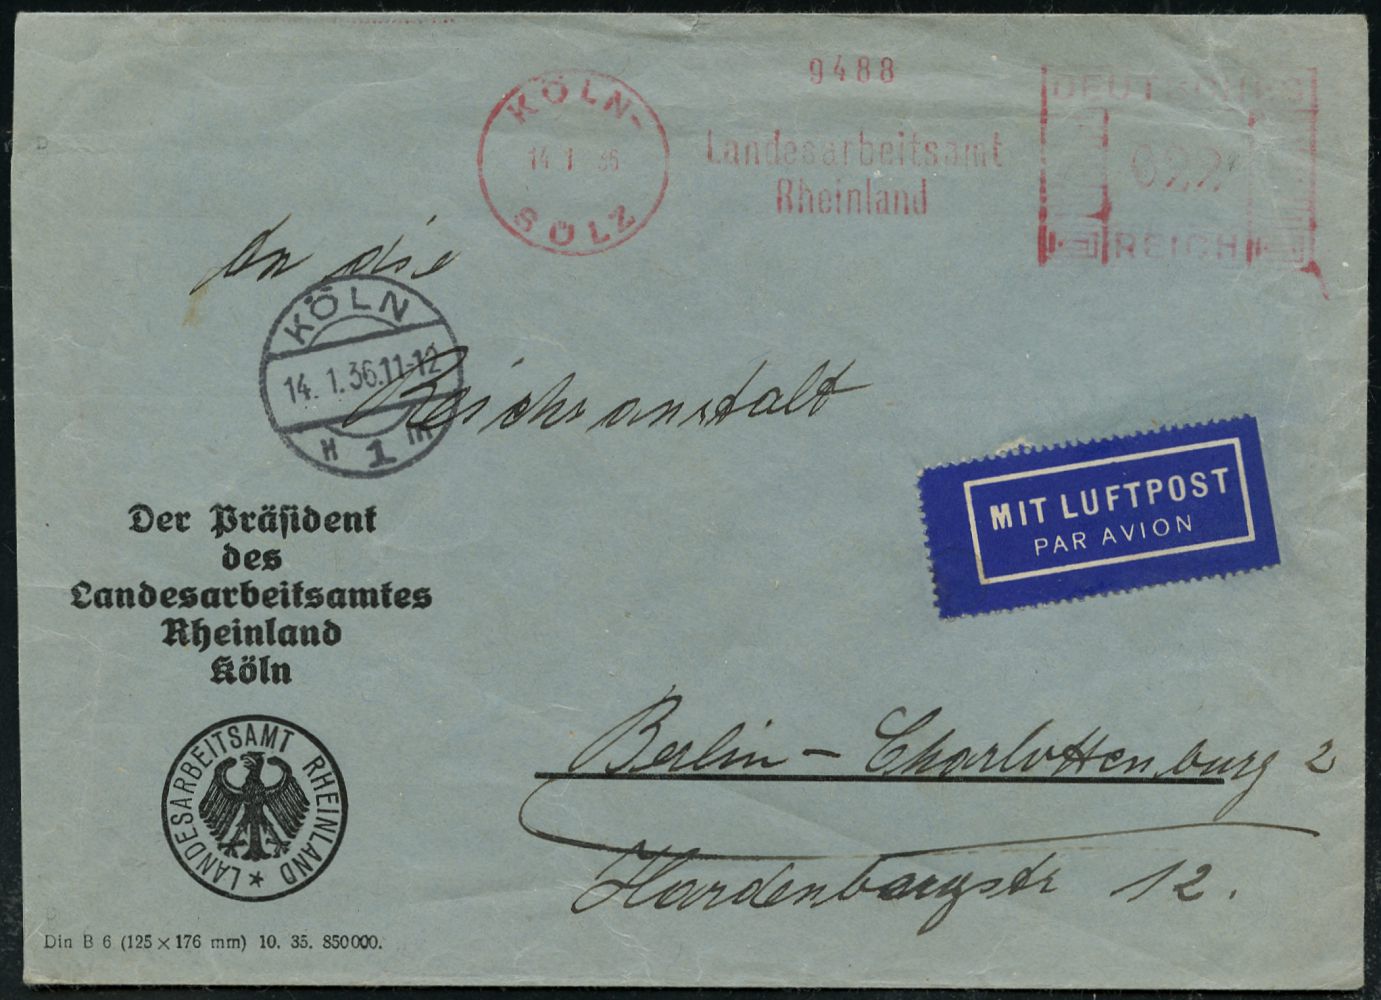 9488
KÖLN-
14 1 36
SÜLZ
Landesarbeitsamt
Rheinland
DEUTSCHES
022
REICH
An die
KÖLN
14. 1. 36.11-12
H 1 m
Reichsanstalt
MIT LUFTPOST
PAR AVION
Der Präsident
des
Landesarbeitsamtes
Rheinland
Köln
LANDESARBEITSAMT RHEINLAND *
Berlin - Charlottenburg 2
Hardenbergstr 12.
Din B 6 (125 × 176 mm) 10. 35. 850000.